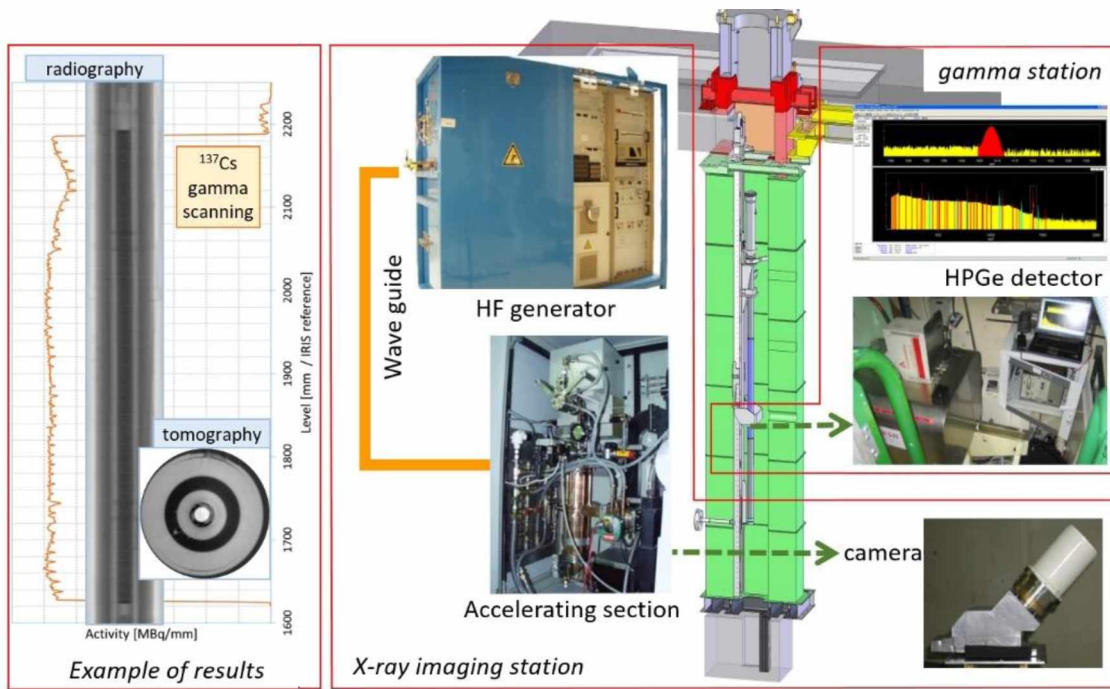 radiography
¹³⁷Cs
gamma
scanning
2200
2100
2000
1900
1800
1700
1600
Level [mm / IRIS reference]
tomography
Activity [MBq/mm]
Example of results
Wave guide
HF generator
Accelerating section
X-ray imaging station
gamma station
HPGe detector
camera